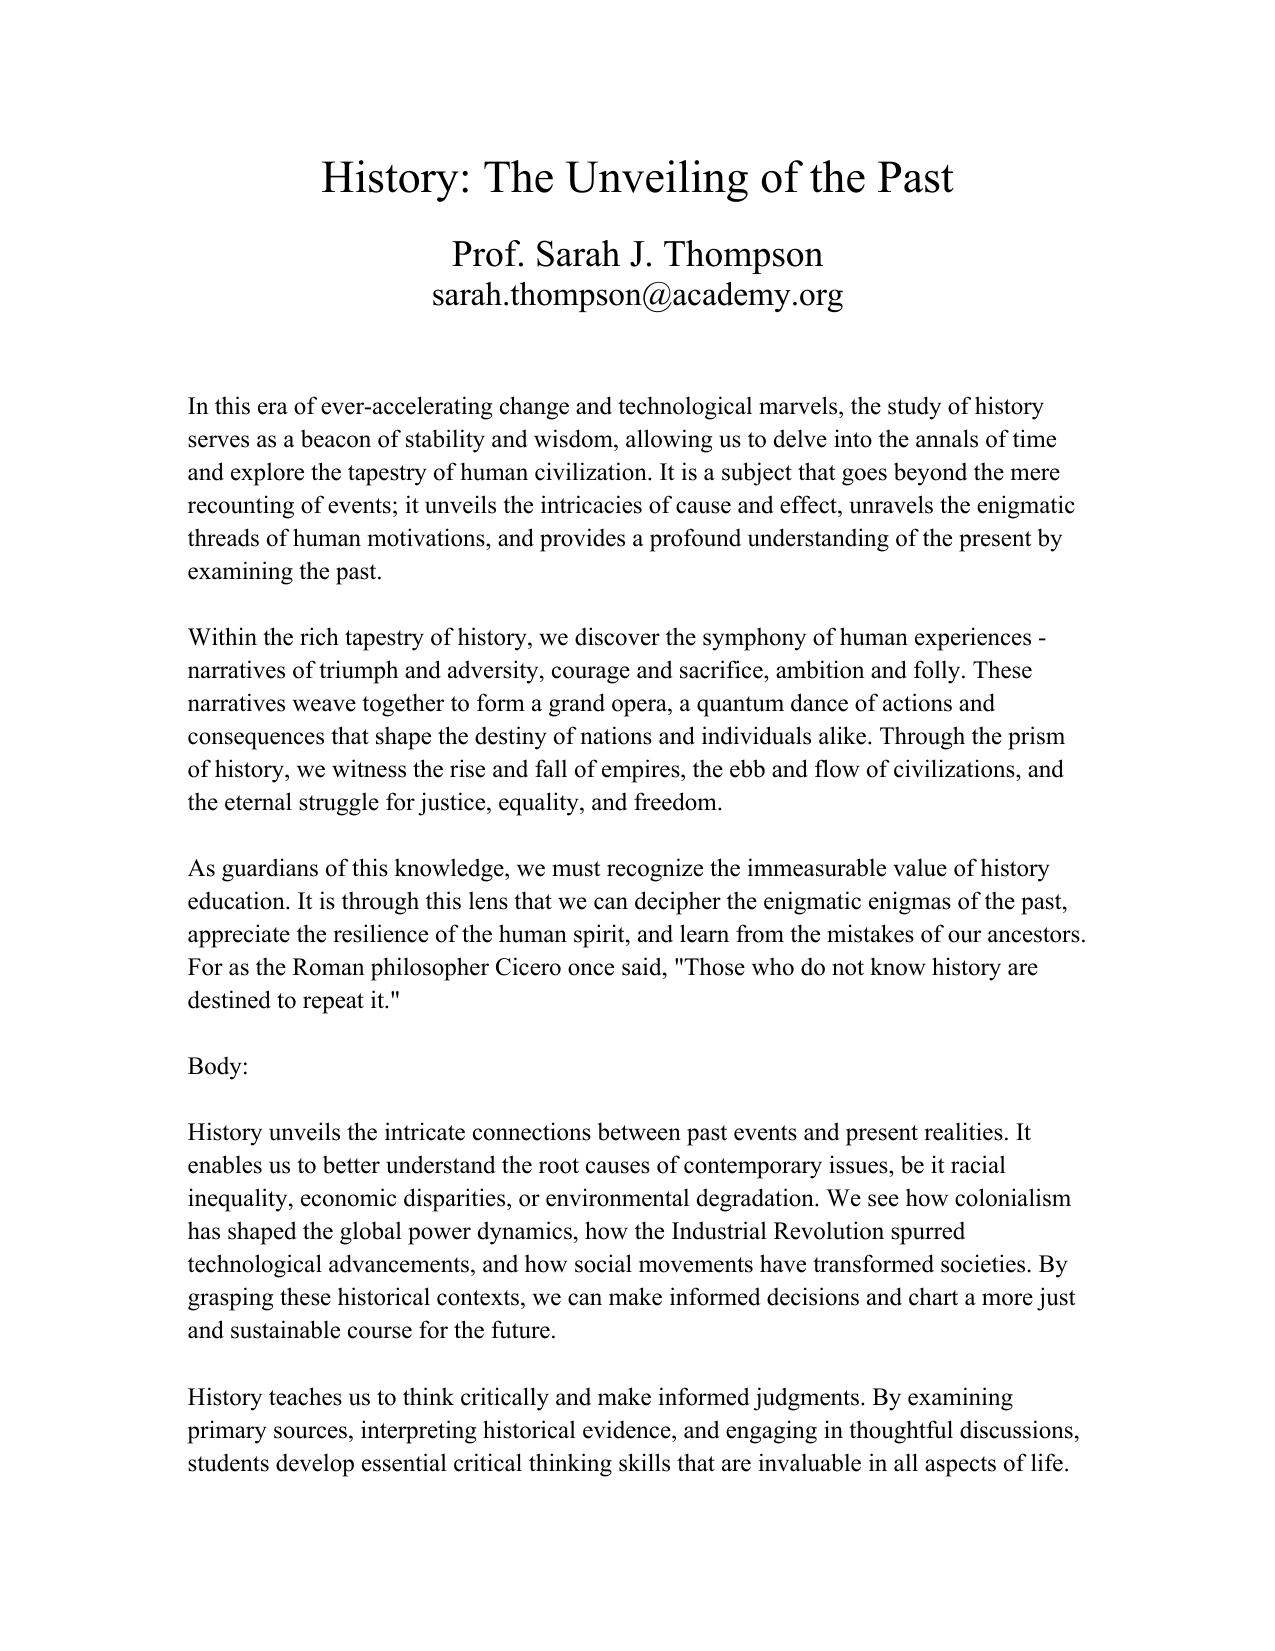 History: The Unveiling of the Past
Prof. Sarah J. Thompson
sarah.thompson@academy.org
In this era of ever-accelerating change and technological marvels, the study of history
serves as a beacon of stability and wisdom, allowing us to delve into the annals of time
and explore the tapestry of human civilization. It is a subject that goes beyond the mere
recounting of events; it unveils the intricacies of cause and effect, unravels the enigmatic
threads of human motivations, and provides a profound understanding of the present by
examining the past.
Within the rich tapestry of history, we discover the symphony of human experiences -
narratives of triumph and adversity, courage and sacrifice, ambition and folly. These
narratives weave together to form a grand opera, a quantum dance of actions and
consequences that shape the destiny of nations and individuals alike. Through the prism
of history, we witness the rise and fall of empires, the ebb and flow of civilizations, and
the eternal struggle for justice, equality, and freedom.
As guardians of this knowledge, we must recognize the immeasurable value of history
education. It is through this lens that we can decipher the enigmatic enigmas of the past,
appreciate the resilience of the human spirit, and learn from the mistakes of our ancestors.
For as the Roman philosopher Cicero once said, "Those who do not know history are
destined to repeat it."
Body:
History unveils the intricate connections between past events and present realities. It
enables us to better understand the root causes of contemporary issues, be it racial
inequality, economic disparities, or environmental degradation. We see how colonialism
has shaped the global power dynamics, how the Industrial Revolution spurred
technological advancements, and how social movements have transformed societies. By
grasping these historical contexts, we can make informed decisions and chart a more just
and sustainable course for the future.
History teaches us to think critically and make informed judgments. By examining
primary sources, interpreting historical evidence, and engaging in thoughtful discussions,
students develop essential critical thinking skills that are invaluable in all aspects of life.